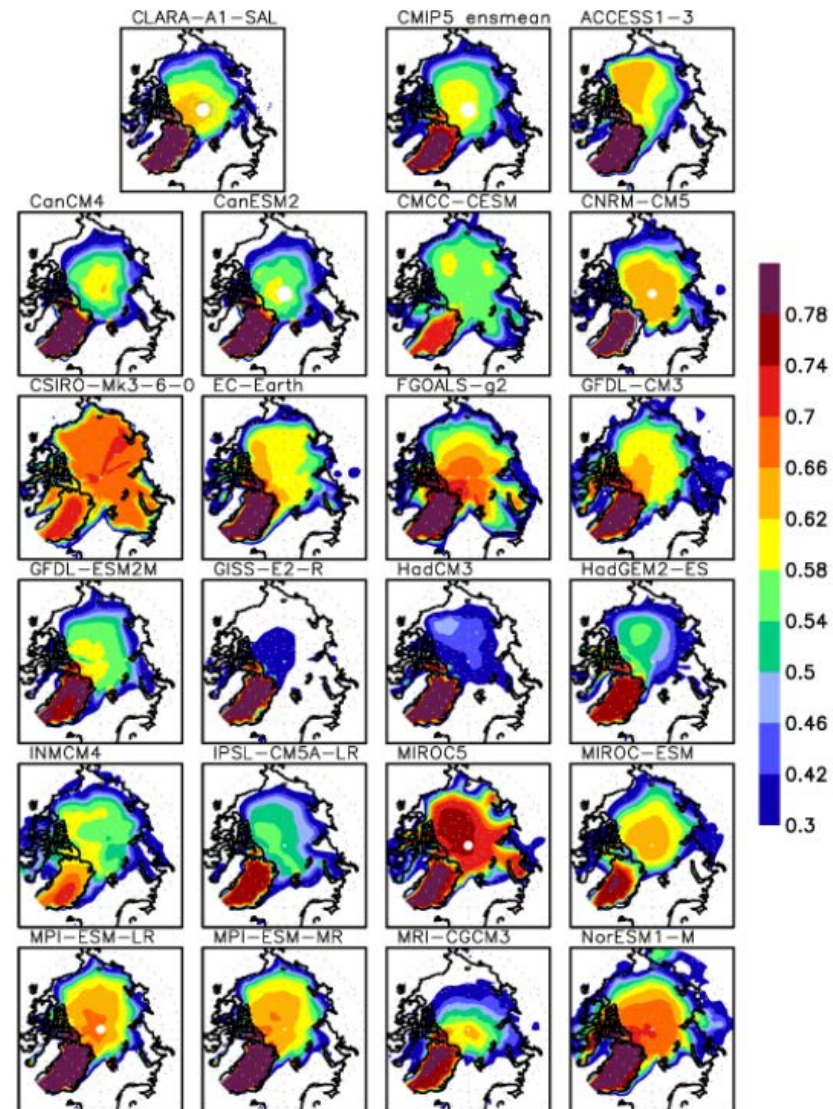 CLARA-A1-SAL CMIP5 ensmean ACCESS1-3
CanCM4 CanESM2 CMCC-CESM CNRM-CM5
CSIRO-Mk3-6-0 EC-Earth FGOALS-g2 GFDL-CM3
GFDL-ESM2M GISS-E2-R HadCM3 HadGEM2-ES
INMCM4 IPSL-CM5A-LR MIROC5 MIROC-ESM
MPI-ESM-LR MPI-ESM-MR MRI-CGCM3 NorESM1-M
0.78
0.74
0.7
0.66
0.62
0.58
0.54
0.5
0.46
0.42
0.3